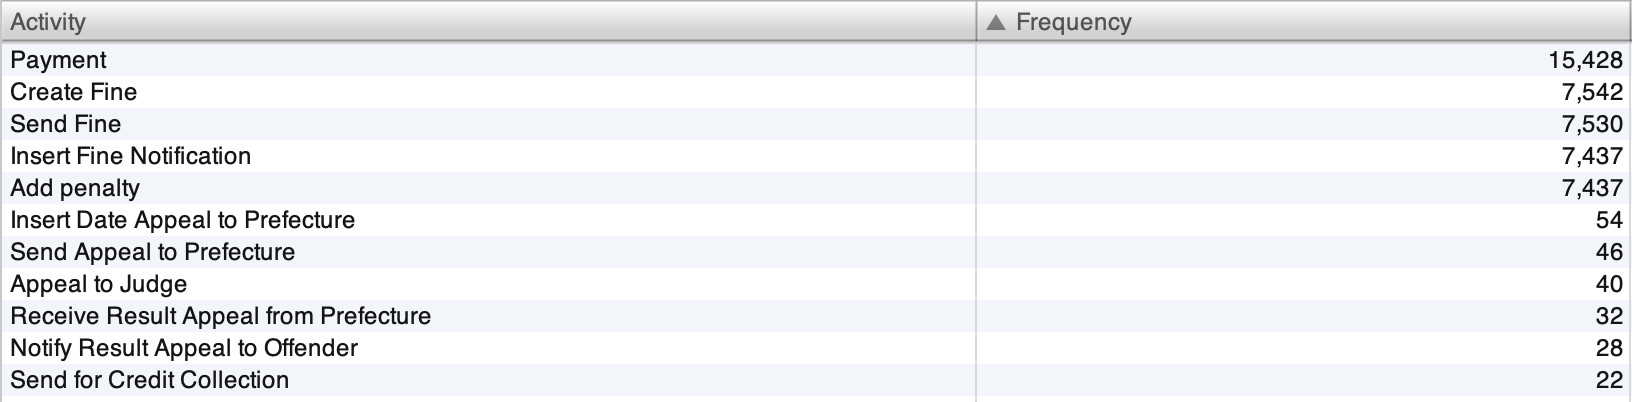 Activity ▲ Frequency
Payment 15,428
Create Fine 7,542
Send Fine 7,530
Insert Fine Notification 7,437
Add penalty 7,437
Insert Date Appeal to Prefecture 54
Send Appeal to Prefecture 46
Appeal to Judge 40
Receive Result Appeal from Prefecture 32
Notify Result Appeal to Offender 28
Send for Credit Collection 22